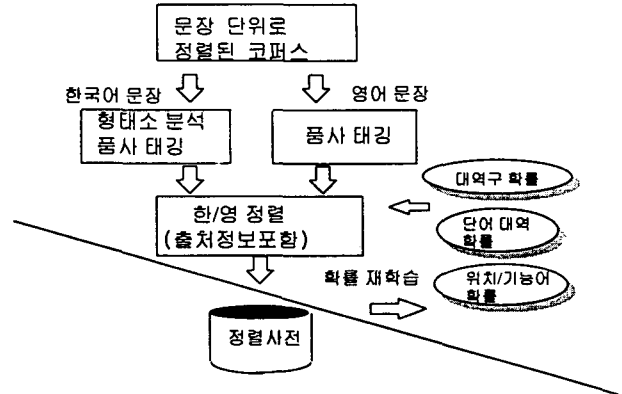 문장 단위로
정렬된 코퍼스
한국어 문장
영어 문장
형태소 분석
품사 태깅
품사 태깅
대역구 확률
한/영 정렬
(출처정보포함)
단어 대역
확률
확률 재학습
위치/기능어
확률
정렬사전